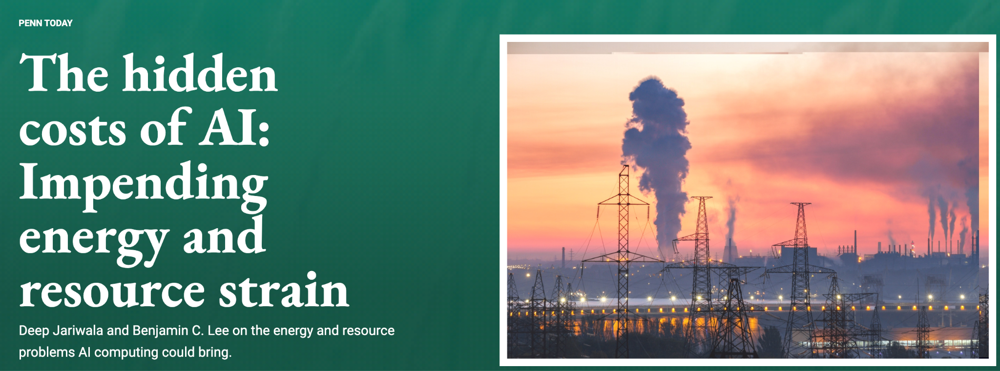 PENN TODAY
The hidden
costs of AI:
Impending
energy and
resource strain
Deep Jariwala and Benjamin C. Lee on the energy and resource
problems AI computing could bring.